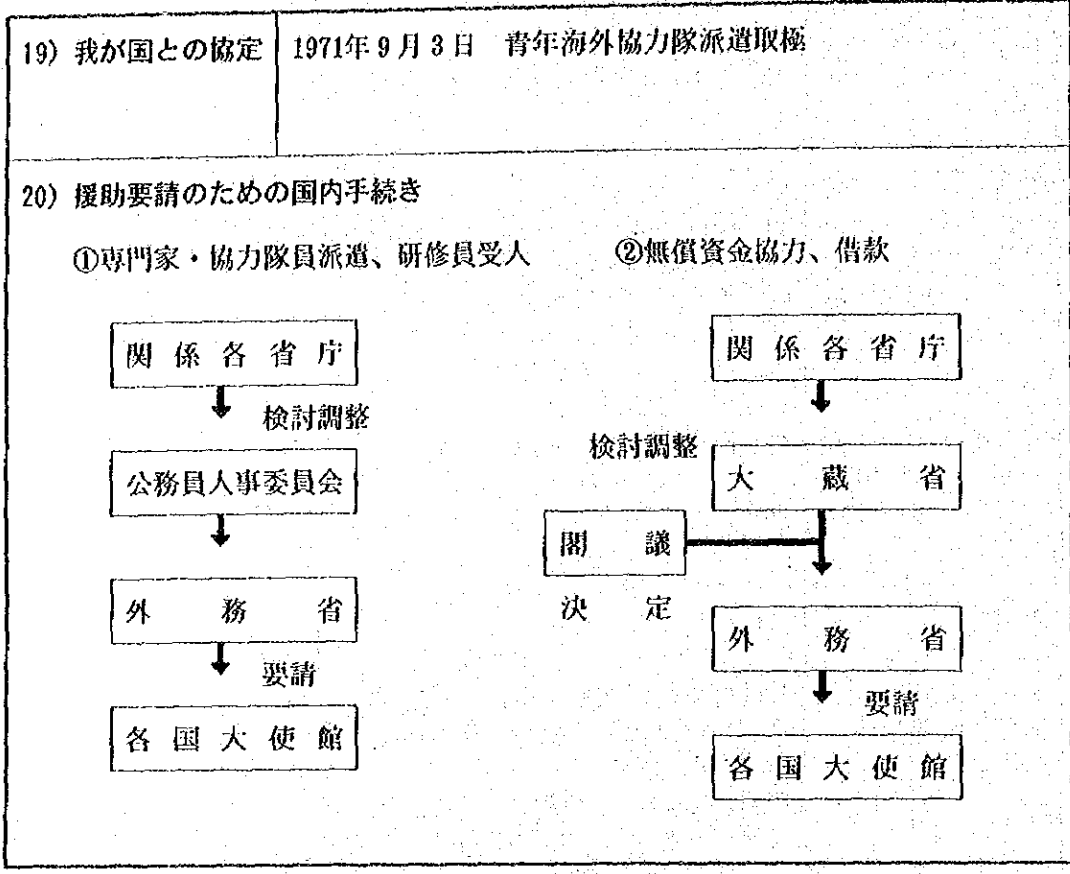 19) 我が国との協定
1971年9月3日 青年海外協力隊派遣取極
20) 援助要請のための国内手続き
①専門家・協力隊員派遣、研修員受入
関係各省庁
検討調整
公務員人事委員会
外務省
要請
各国大使館
②無償資金協力、借款
関係各省庁
検討調整
大蔵省
閣議
決定
外務省
要請
各国大使館